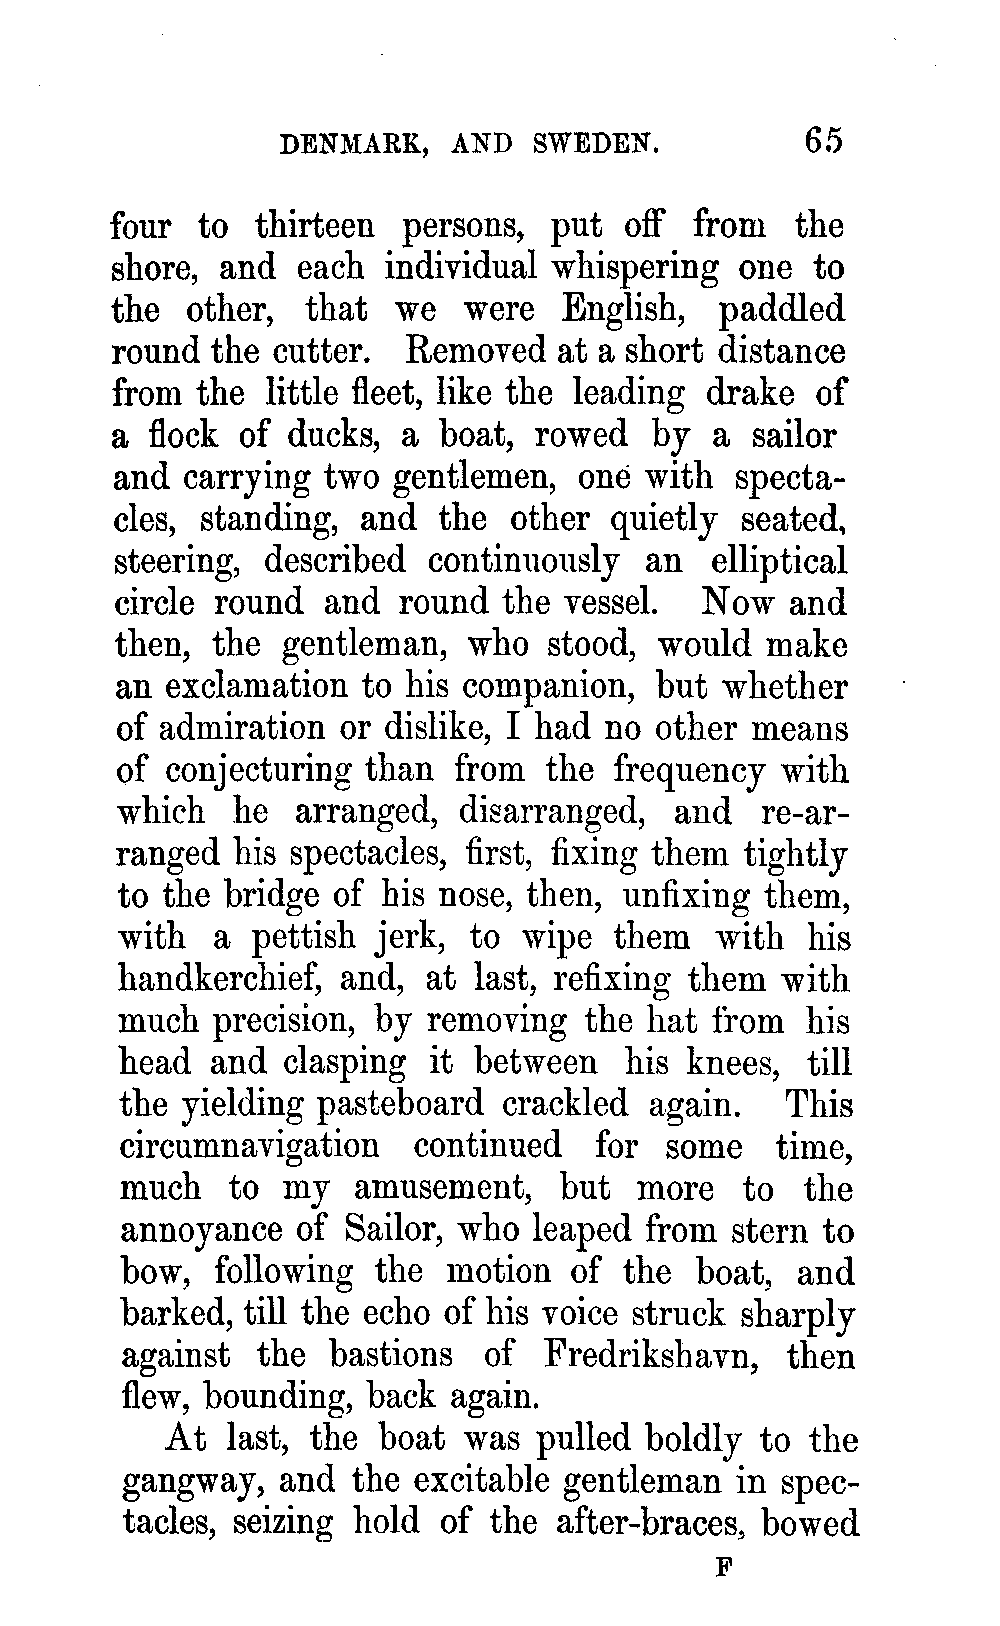 DENMARK, AND SWEDEN. 65
four to thirteen persons, put off from the
shore, and each individual whispering one to
the other, that we were English, paddled
round the cutter. Removed at a short distance
from the little fleet, like the leading drake of
a flock of ducks, a boat, rowed by a sailor
and carrying two gentlemen, one with specta-
cles, standing, and the other quietly seated,
steering, described continuously an elliptical
circle round and round the vessel. Now and
then, the gentleman, who stood, would make
an exclamation to his companion, but whether
of admiration or dislike, I had no other means
of conjecturing than from the frequency with
which he arranged, disarranged, and re-ar-
ranged his spectacles, first, fixing them tightly
to the bridge of his nose, then, unfixing them,
with a pettish jerk, to wipe them with his
handkerchief, and, at last, refixing them with
much precision, by removing the hat from his
head and clasping it between his knees, till
the yielding pasteboard crackled again. This
circumnavigation continued for some time,
much to my amusement, but more to the
annoyance of Sailor, who leaped from stern to
bow, following the motion of the boat, and
barked, till the echo of his voice struck sharply
against the bastions of Fredrikshavn, then
flew, bounding, back again.
At last, the boat was pulled boldly to the
gangway, and the excitable gentleman in spec-
tacles, seizing hold of the after-braces, bowed
F